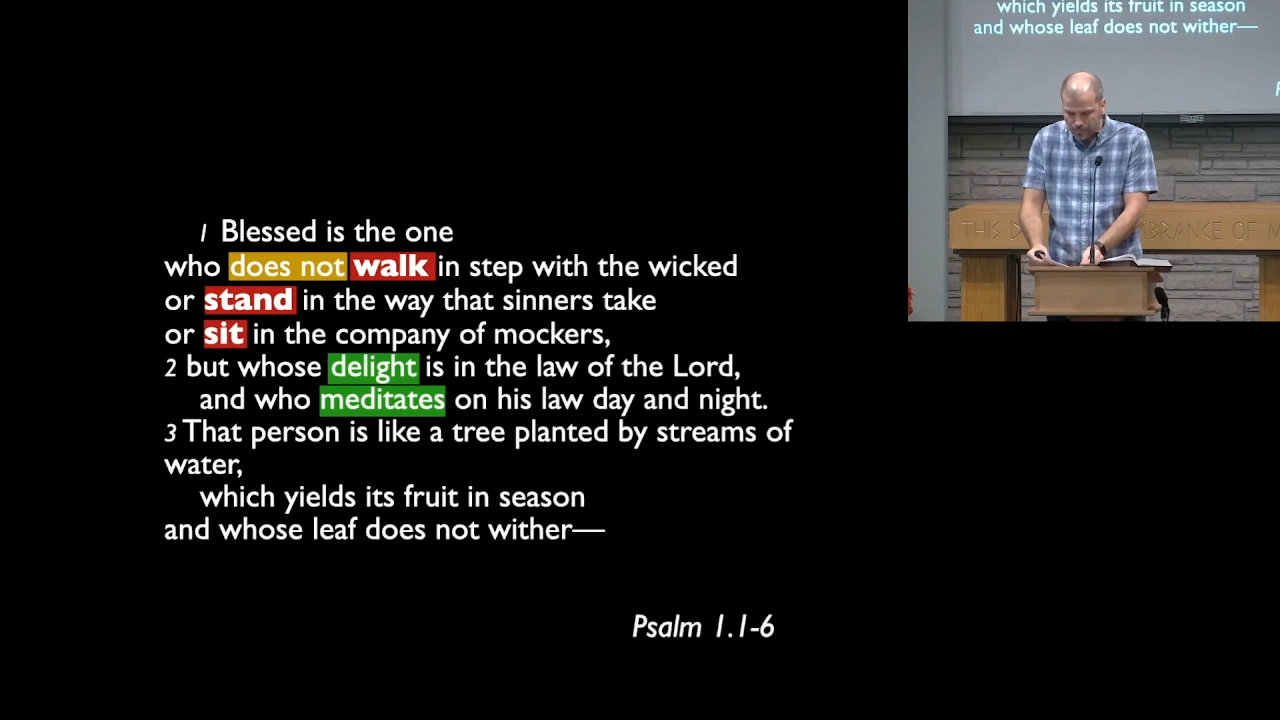 1 Blessed is the one
who does not walk in step with the wicked
or stand in the way that sinners take
or sit in the company of mockers,
2 but whose delight is in the law of the Lord,
and who meditates on his law day and night.
3 That person is like a tree planted by streams of
water,
which yields its fruit in season
and whose leaf does not wither—
Psalm 1.1-6
which yields its fruit in season
and whose leaf does not wither—
THIS D
BRANCE OF M